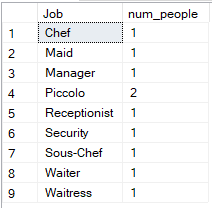 Job num_people
1 Chef 1
2 Maid 1
3 Manager 1
4 Piccolo 2
5 Receptionist 1
6 Security 1
7 Sous-Chef 1
8 Waiter 1
9 Waitress 1